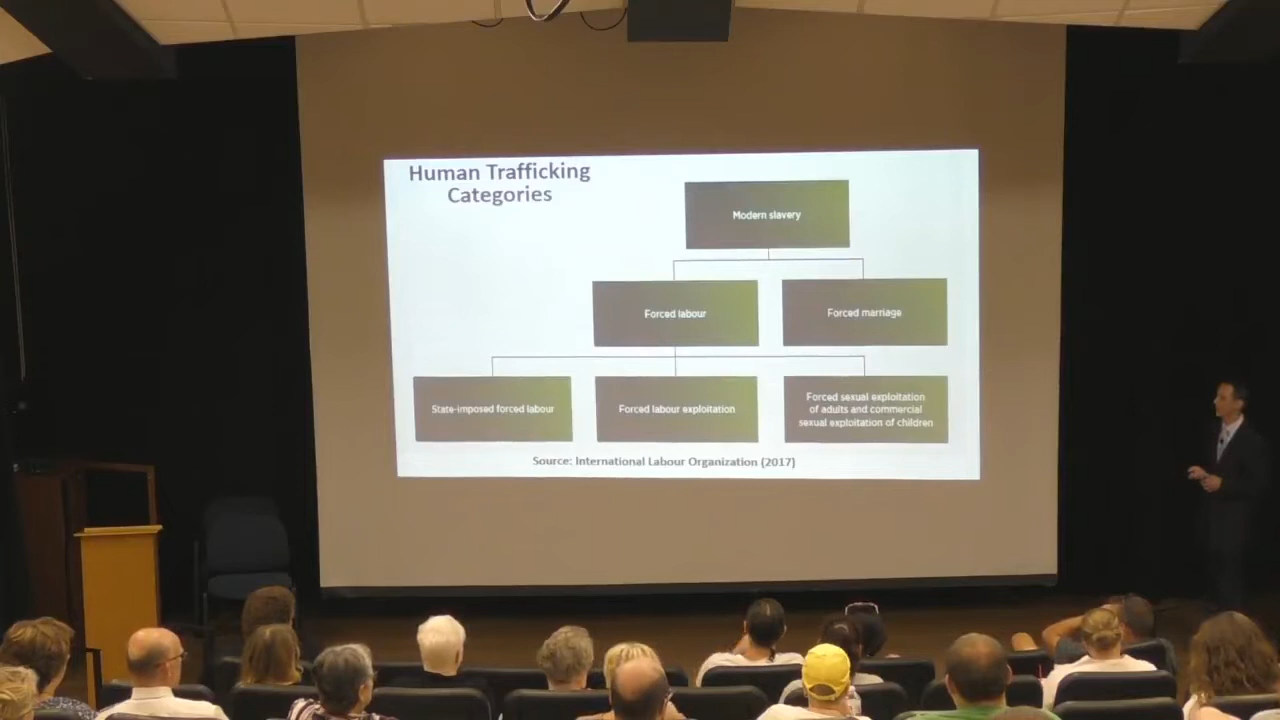 Human Trafficking
Categories
Modern slavery
Forced labour
Forced marriage
State-imposed forced labour
Forced labour exploitation
Forced sexual exploitation
of adults and commercial
sexual exploitation of children
Source: International Labour Organization (2017)